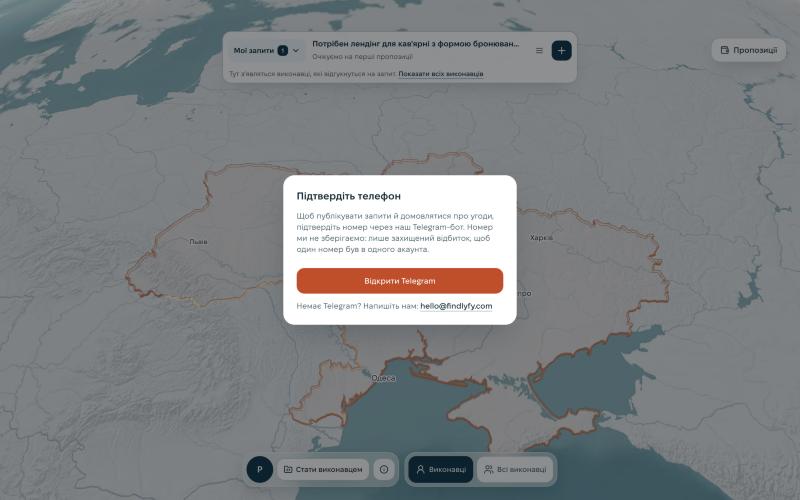 Мої запити 1
Потрібен лендінг для кав'ярні з формою бронюван...
Очікуємо на перші пропозиції
Тут з'являться виконавці, які відгукнуться на запит. Показати всіх виконавців
Пропозиції
Підтвердіть телефон
Щоб публікувати запити й домовлятися про угоди,
підтвердіть номер через наш Telegram-бот. Номер
ми не зберігаємо: лише захищений відбиток, щоб
один номер був в одного акаунта.
Відкрити Telegram
Немає Telegram? Напишіть нам: hello@findlyfy.com
Львів
Харків
про
Одеса
P
Стати виконавцем
Виконавці
Всі виконавці